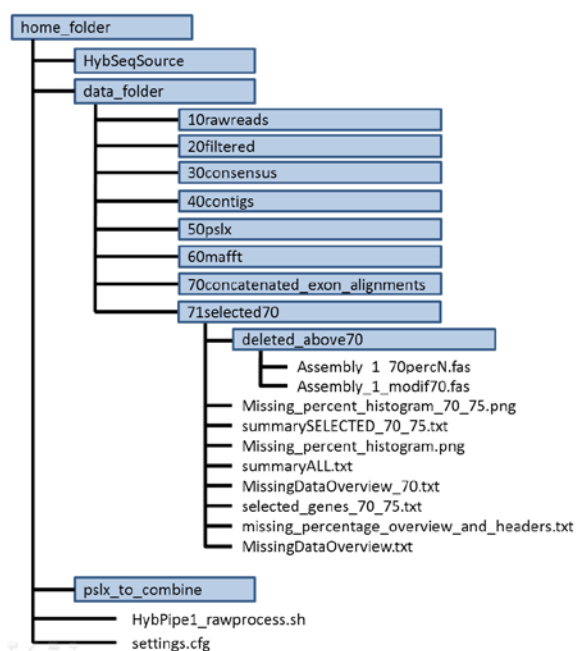 home_folder
HybSeqSource
data_folder
10rawreads
20filtered
30consensus
40contigs
50pslx
60mafft
70concatenated_exon_alignments
71selected70
deleted_above70
Assembly_1_70percN.fas
Assembly_1_modif70.fas
Missing_percent_histogram_70_75.png
summarySELECTED_70_75.txt
Missing_percent_histogram.png
summaryALL.txt
MissingDataOverview_70.txt
selected_genes_70_75.txt
missing_percentage_overview_and_headers.txt
MissingDataOverview.txt
pslx_to_combine
HybPipe1_rawprocess.sh
settings.cfg